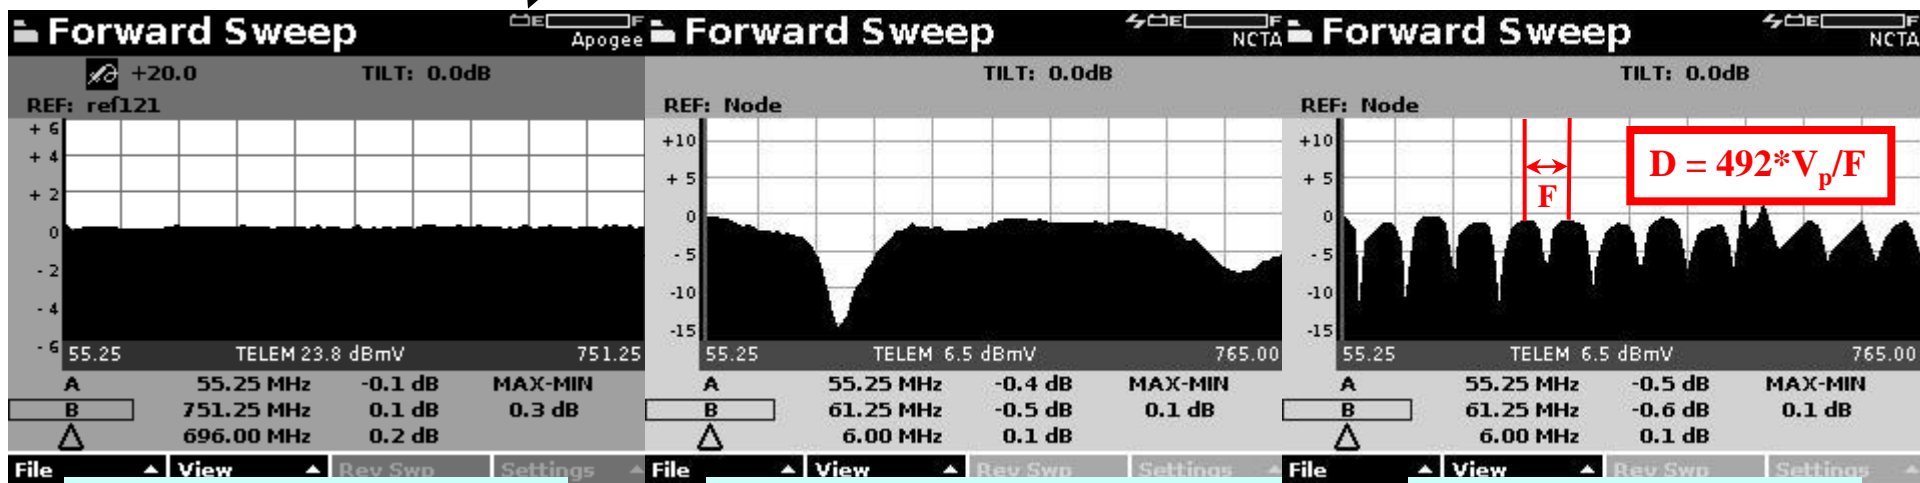 Forward Sweep
E F
Apogee
+20.0 TILT: 0.0dB
REF: ref121
+ 6
+ 4
+ 2
0
- 2
- 4
- 6
55.25 TELEM 23.8 dBmV 751.25
A 55.25 MHz -0.1 dB MAX-MIN
B 751.25 MHz 0.1 dB 0.3 dB
△ 696.00 MHz 0.2 dB
File View Rev Swp Settings
Forward Sweep
E F
NCTA
TILT: 0.0dB
REF: Node
+10
+ 5
0
- 5
-10
-15
55.25 TELEM 6.5 dBmV 765.00
A 55.25 MHz -0.4 dB MAX-MIN
B 61.25 MHz -0.5 dB 0.1 dB
△ 6.00 MHz 0.1 dB
File View Rev Swp Settings
Forward Sweep
E F
NCTA
TILT: 0.0dB
REF: Node
+10
+ 5
0
- 5
-10
-15
F
D = 492*Vp/F
55.25 TELEM 6.5 dBmV 765.00
A 55.25 MHz -0.5 dB MAX-MIN
B 61.25 MHz -0.6 dB 0.1 dB
△ 6.00 MHz 0.1 dB
File View Rev Swp Settings